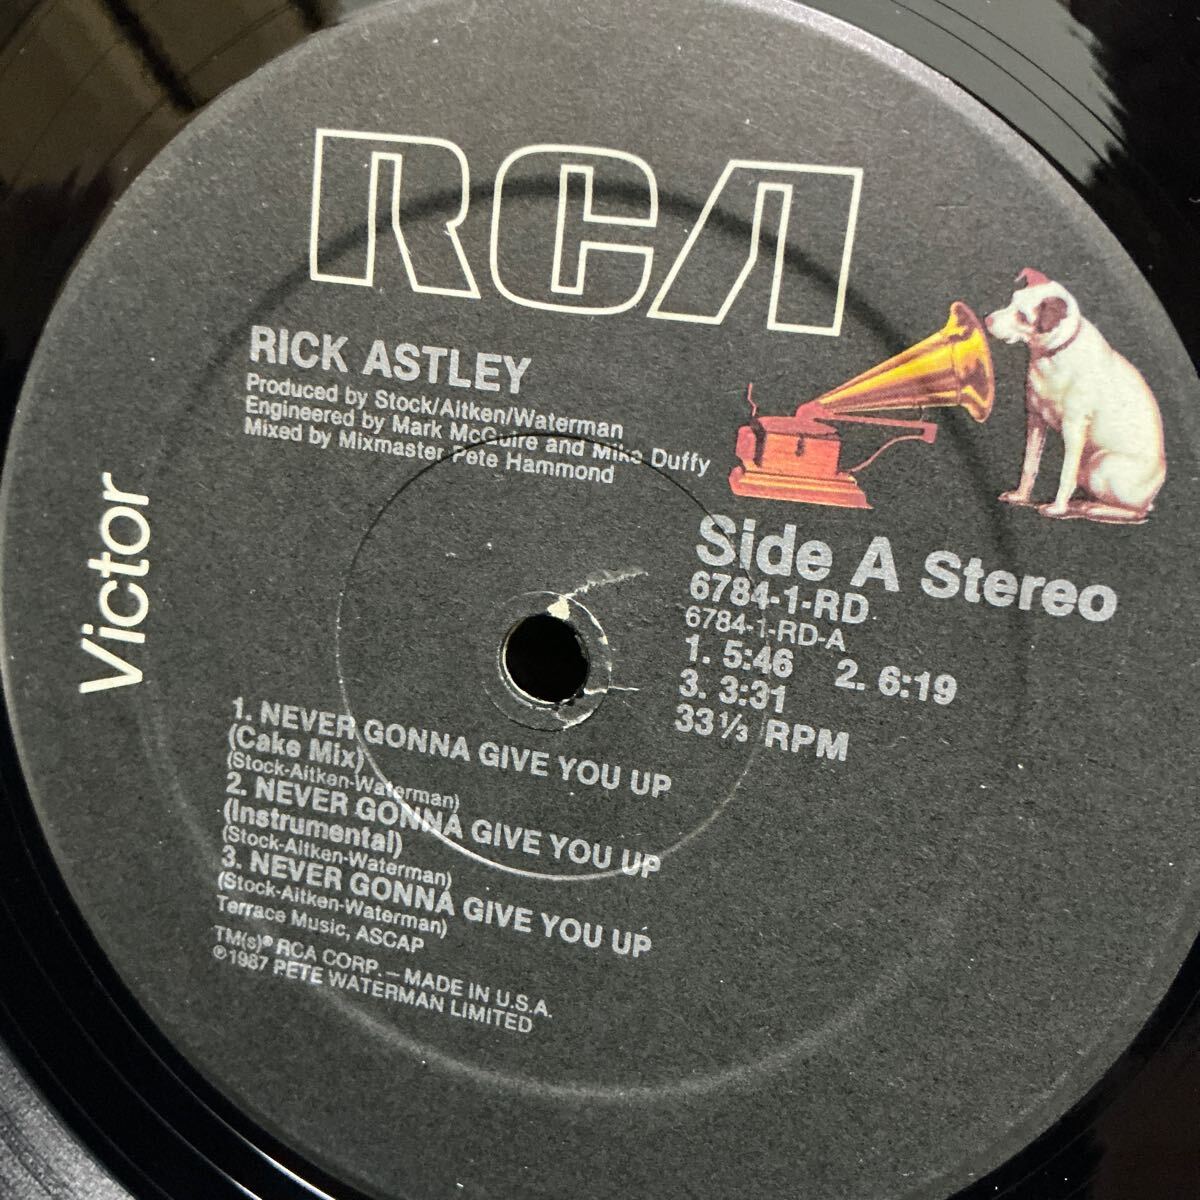 RCA
RICK ASTLEY
Produced by Stock/Aitken/Waterman
Engineered by Mark McGuire and Mike Duffy
Mixed by Mixmaster Pete Hammond
Victor
Side A Stereo
6784-1-RD
6784-1-RD-A
1. 5:46 2. 6:19
3. 3:31
33 1/3 RPM
1. NEVER GONNA GIVE YOU UP
(Cake Mix)
(Stock-Aitken-Waterman)
2. NEVER GONNA GIVE YOU UP
(Instrumental)
(Stock-Aitken-Waterman)
3. NEVER GONNA GIVE YOU UP
(Stock-Aitken-Waterman)
Terrace Music, ASCAP
TM(s)® RCA CORP. – MADE IN U.S.A.
℗1987 PETE WATERMAN LIMITED